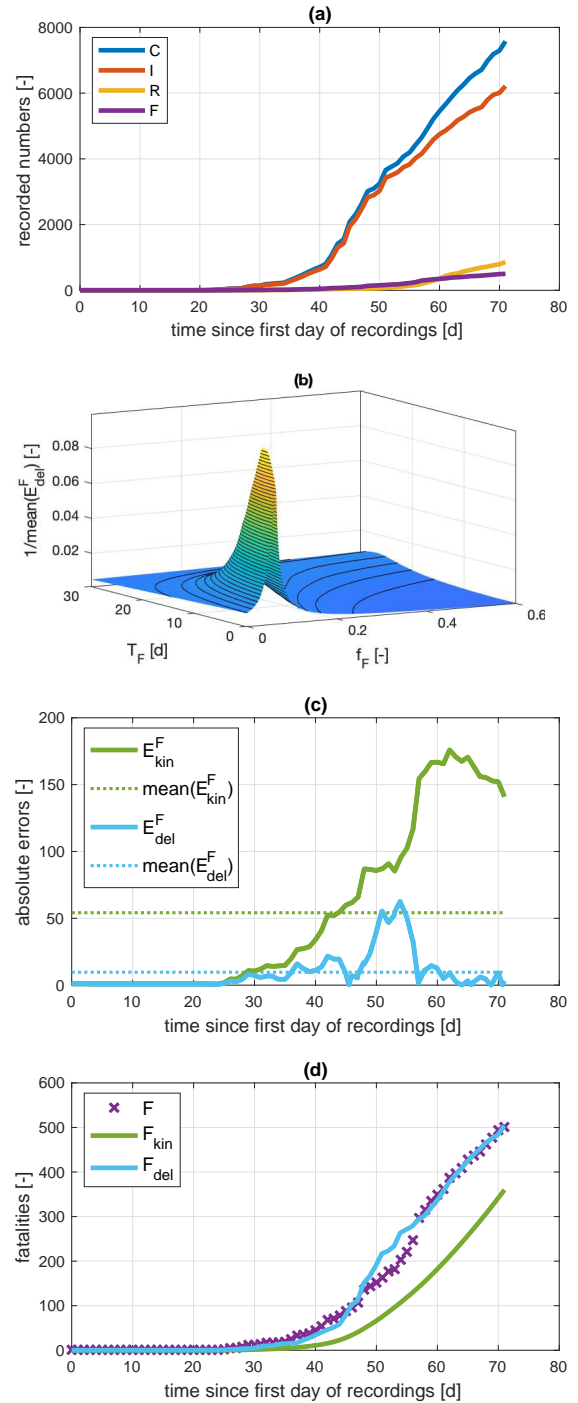 (a)
8000
6000
4000
2000
0
recorded numbers [-]
C
I
R
F
0 10 20 30 40 50 60 70 80
time since first day of recordings [d]
(b)
0.08
0.06
0.04
0.02
1/mean(E^F_del) [-]
30
20
10
0
T_F [d]
0
0.2
0.4
0.6
f_F [-]
(c)
200
150
100
50
0
absolute errors [-]
E^F_kin
mean(E^F_kin)
E^F_del
mean(E^F_del)
0 10 20 30 40 50 60 70 80
time since first day of recordings [d]
(d)
600
500
400
300
200
100
0
fatalities [-]
F
F_kin
F_del
0 10 20 30 40 50 60 70 80
time since first day of recordings [d]